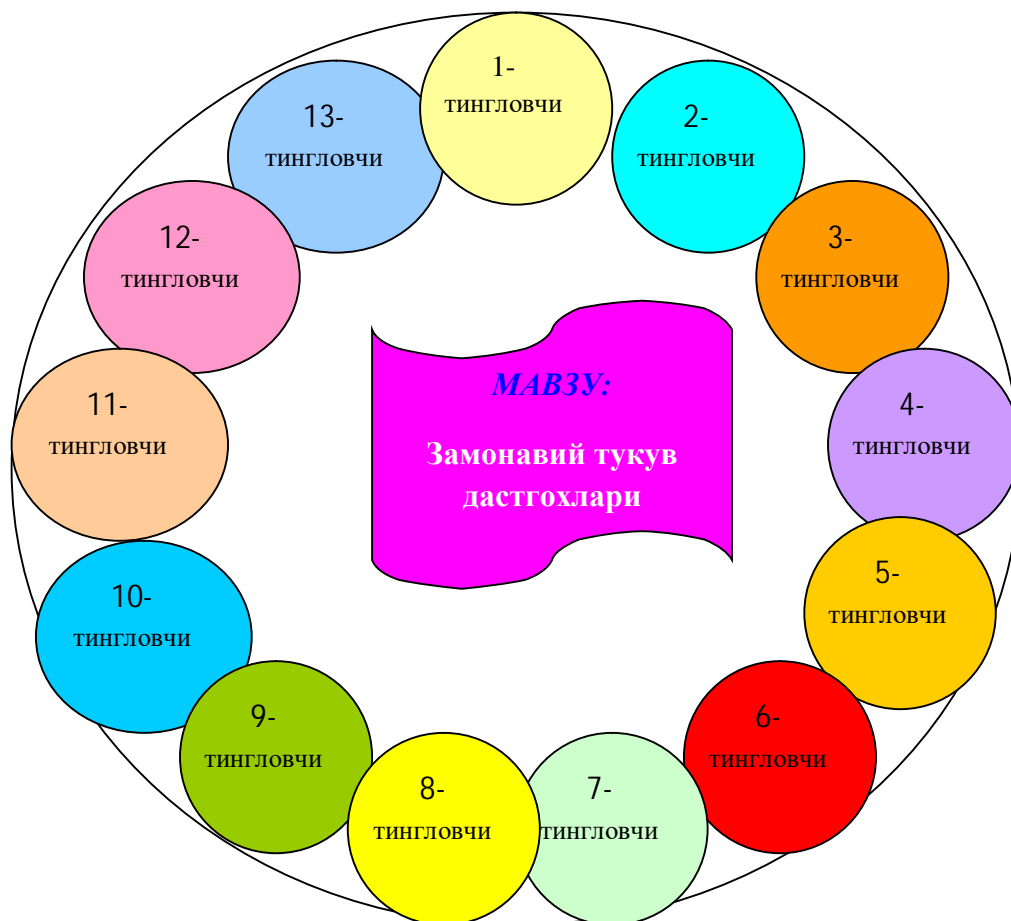 1-
тингловчи
2-
тингловчи
3-
тингловчи
4-
тингловчи
5-
тингловчи
6-
тингловчи
7-
тингловчи
8-
тингловчи
9-
тингловчи
10-
тингловчи
11-
тингловчи
12-
тингловчи
13-
тингловчи
МАВЗУ:
Замонавий тукув
дастгохлари